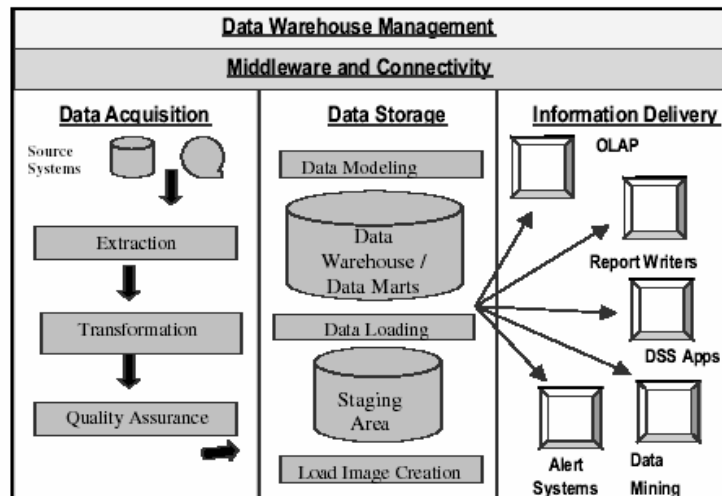 Data Warehouse Management
Middleware and Connectivity
Data Acquisition
Source
Systems
Extraction
Transformation
Quality Assurance
Data Storage
Data Modeling
Data
Warehouse /
Data Marts
Data Loading
Staging
Area
Load Image Creation
Information Delivery
OLAP
Report Writers
DSS Apps
Alert
Systems
Data
Mining